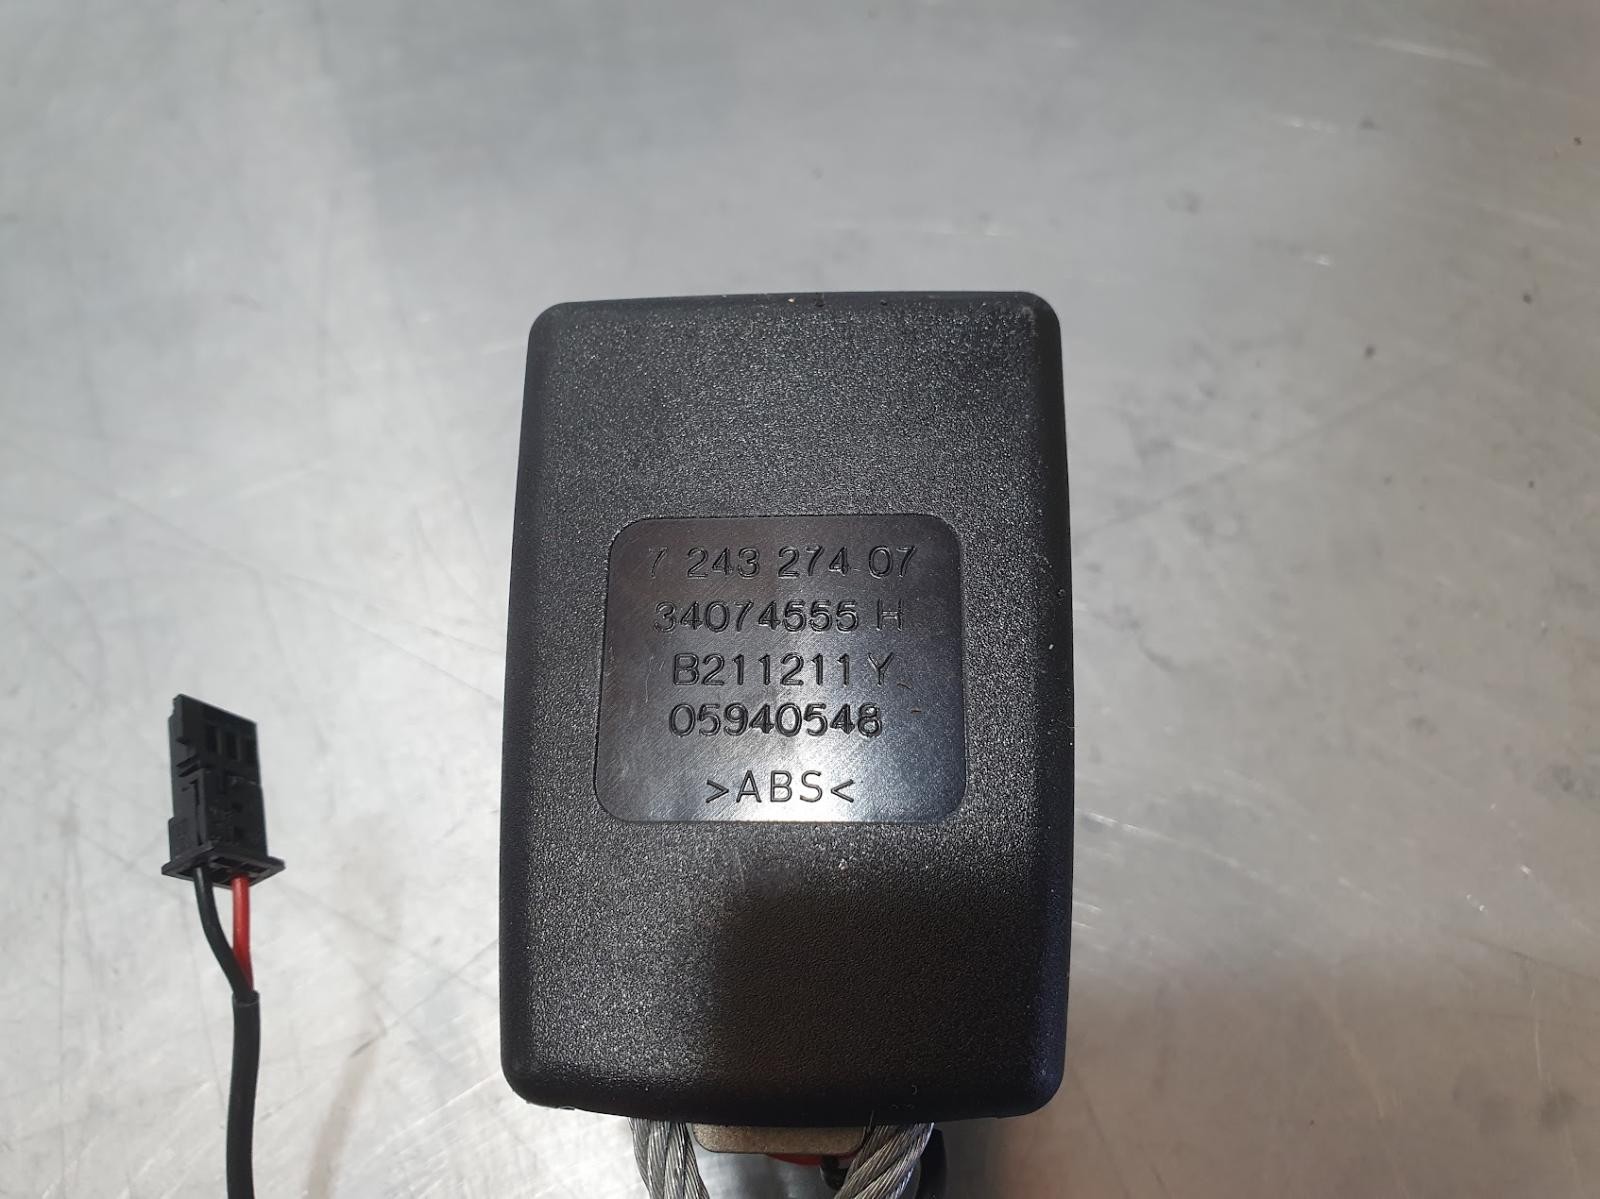 7 243 274 07
34074555 H
B211211 Y
05940548
>ABS<